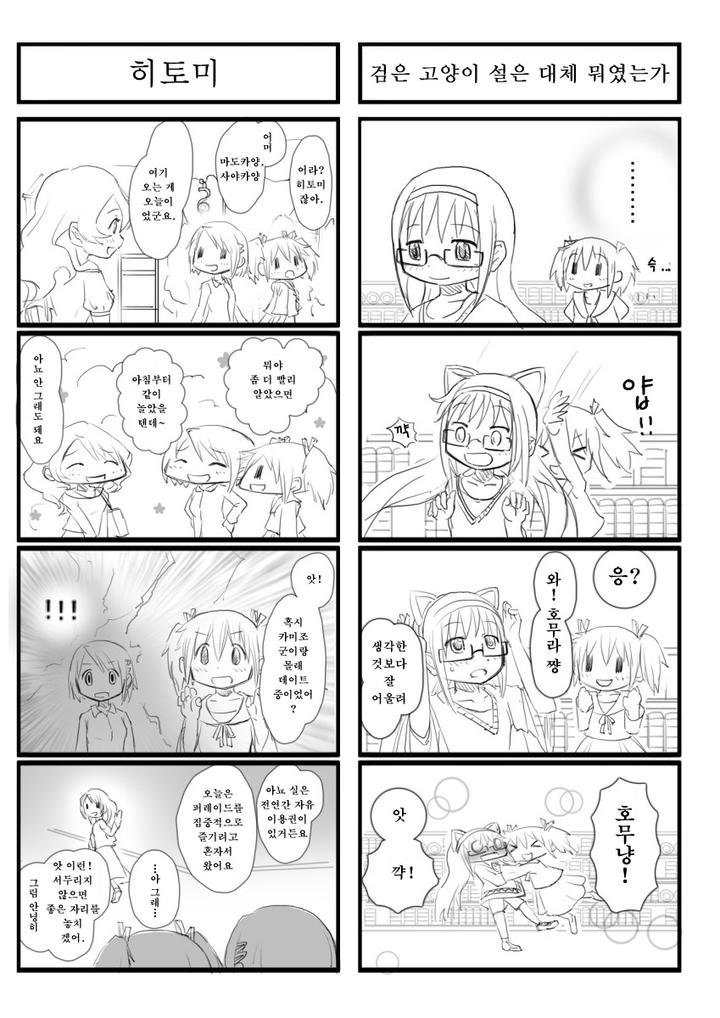 히토미
어라?
히토미
잖아.
어머
마도카양,
사야카양
여기
오는 게
오늘이
었군요.
뭐야
좀 더 빨리
알았으면
아침부터
같이
놀았을
텐데~
아뇨 안 그래도 돼요
앗!
혹시
카미조
군이랑
몰래
데이트
중이었어
?
!!!
아뇨 실은
전연간 자유
이용권이
있거든요
오늘은
퍼레이드를
집중적으로
즐기려고
혼자서
왔어요
...아 그래...
앗 이런!
서두리지
않으면
좋은 자리를
놓치
겠어.
그럼 안녕히
검은 고양이 설은 대체 뭐였는가
.........
슥...
얍!!
꺅
응?
와! 호무라 쨩
생각한
것보다
잘
어울려
호무냥!
앗
꺅!